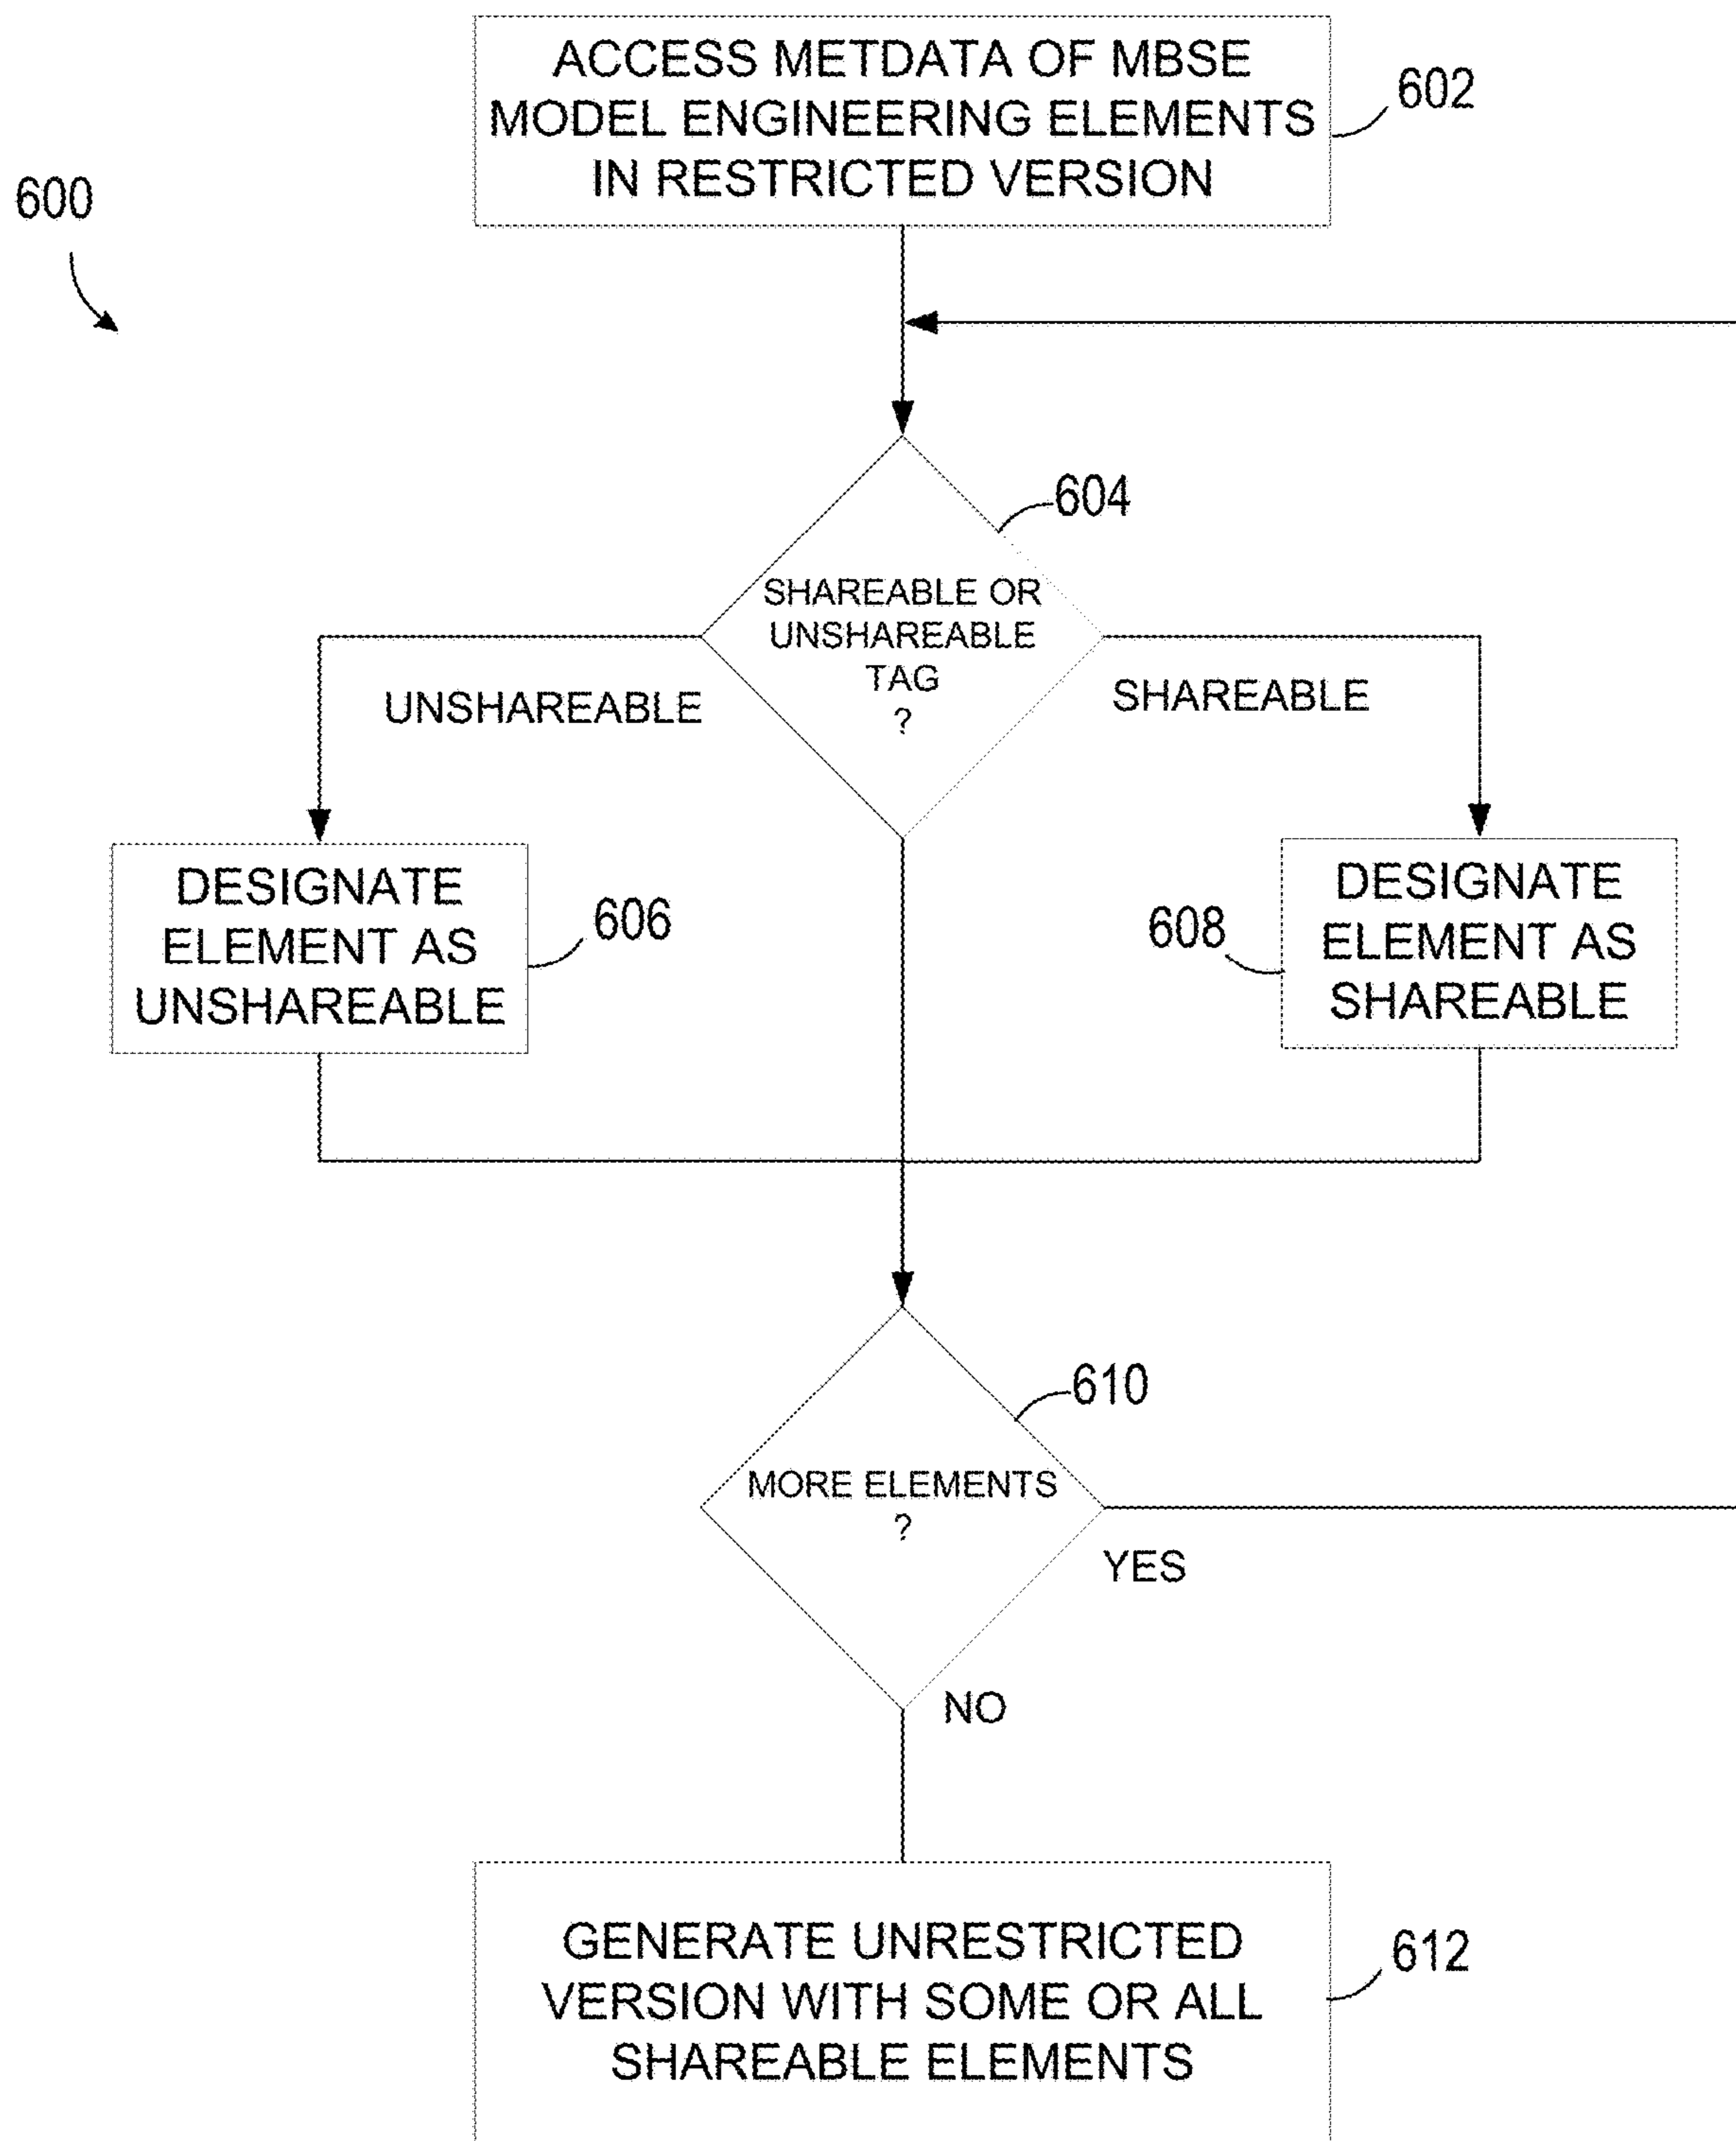 ACCESS METDATA OF MBSE
MODEL ENGINEERING ELEMENTS
IN RESTRICTED VERSION
602
600
604
SHAREABLE OR
UNSHAREABLE
TAG
?
UNSHAREABLE
SHAREABLE
DESIGNATE
ELEMENT AS
UNSHAREABLE
606
608
DESIGNATE
ELEMENT AS
SHAREABLE
610
MORE ELEMENTS
?
YES
NO
GENERATE UNRESTRICTED
VERSION WITH SOME OR ALL
SHAREABLE ELEMENTS
612